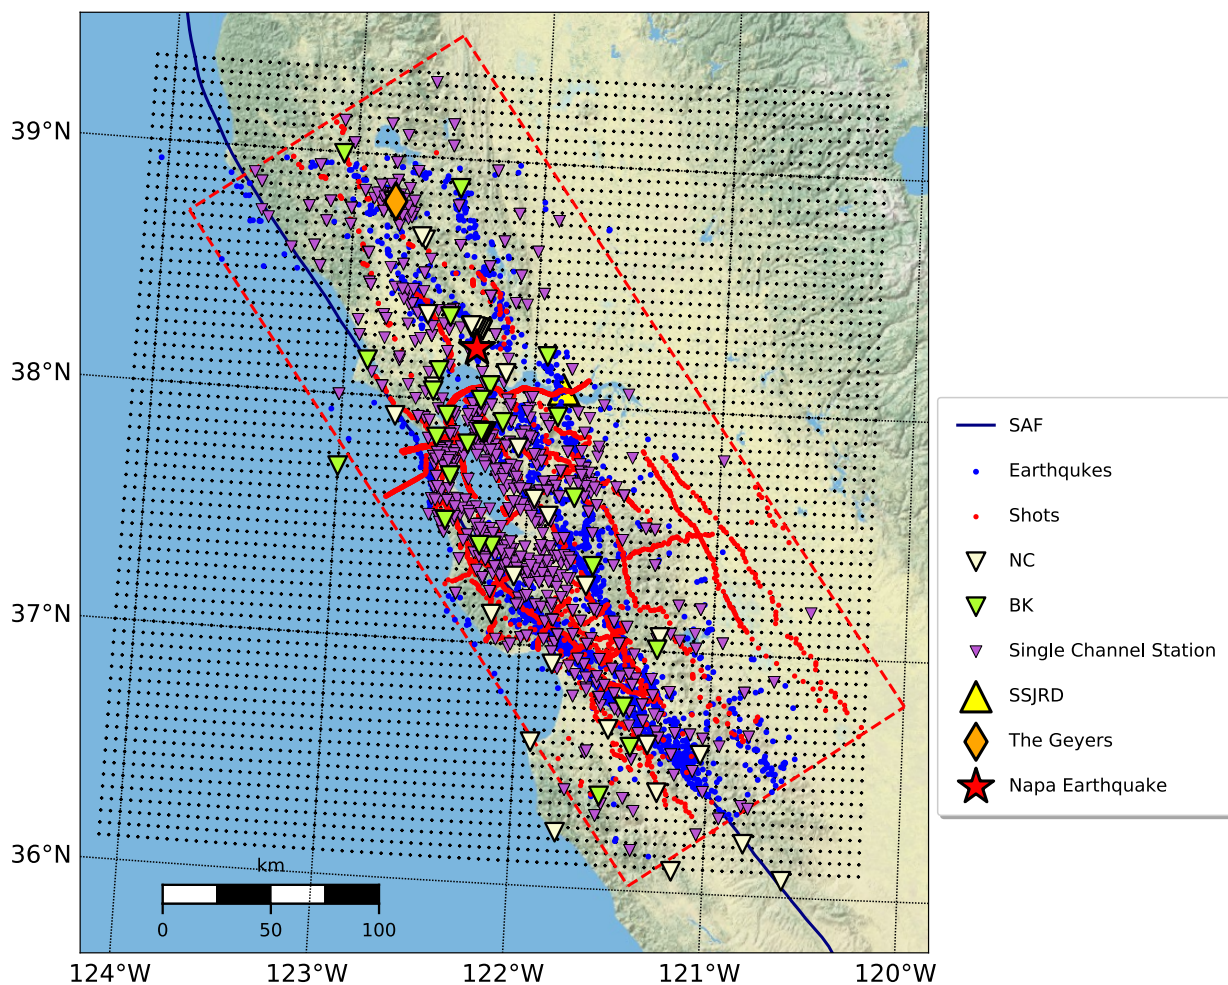 39°N
38°N
37°N
36°N
km
0 50 100
124°W 123°W 122°W 121°W 120°W
SAF
Earthqukes
Shots
NC
BK
Single Channel Station
SSJRD
The Geyers
Napa Earthquake